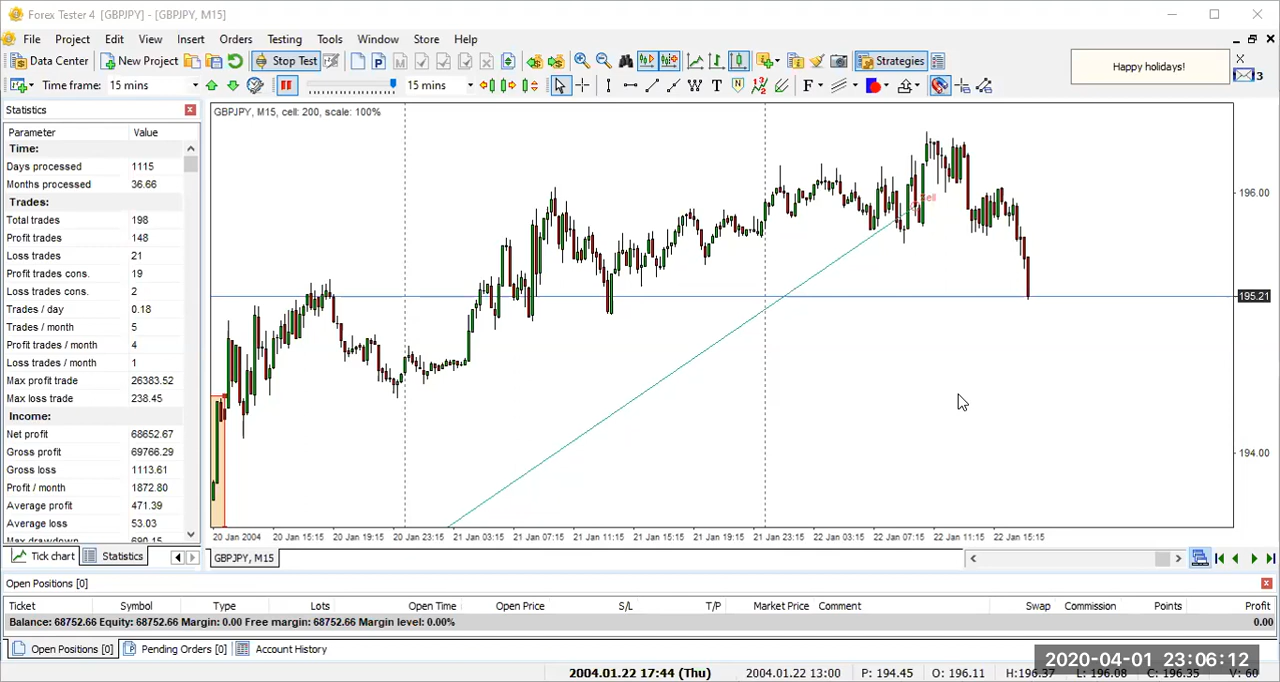 Forex Tester 4 [GBPJPY] - [GBPJPY, M15]
File Project Edit View Insert Orders Testing Tools Window Store Help
Data Center New Project Stop Test Strategies
Happy holidays!
3
Time frame: 15 mins 15 mins
Statistics
Parameter Value
Time:
Days processed 1115
Months processed 36.66
Trades:
Total trades 198
Profit trades 148
Loss trades 21
Profit trades cons. 19
Loss trades cons. 2
Trades / day 0.18
Trades / month 5
Profit trades / month 4
Loss trades / month 1
Max profit trade 26383.52
Max loss trade 238.45
Income:
Net profit 68652.67
Gross profit 69766.29
Gross loss 1113.61
Profit / month 1872.80
Average profit 471.39
Average loss 53.03
Max drawdown 690.15
Tick chart Statistics
GBPJPY, M15, cell: 200, scale: 100%
Sell
196.00
195.21
194.00
20 Jan 2004 20 Jan 15:15 20 Jan 19:15 20 Jan 23:15 21 Jan 03:15 21 Jan 07:15 21 Jan 11:15 21 Jan 15:15 21 Jan 19:15 21 Jan 23:15 22 Jan 03:15 22 Jan 07:15 22 Jan 11:15 22 Jan 15:15
GBPJPY, M15
Open Positions [0]
Ticket Symbol Type Lots Open Time Open Price S/L T/P Market Price Comment Swap Commission Points Profit
Balance: 68752.66 Equity: 68752.66 Margin: 0.00 Free margin: 68752.66 Margin level: 0.00% 0.00
Open Positions [0] Pending Orders [0] Account History
2004.01.22 17:44 (Thu) 2004.01.22 13:00 P: 194.45 O: 196.11 H: 196.37 L: 196.08 C: 196.35 V: 60
2020-04-01 23:06:12